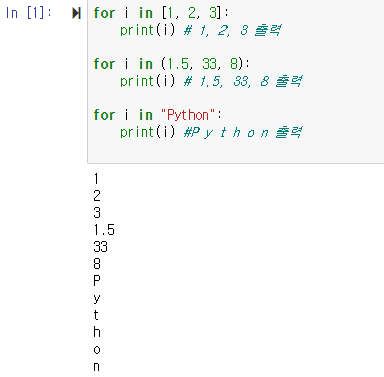 In [1]:
for i in [1, 2, 3]:
    print(i) # 1, 2, 3 출력
for i in (1.5, 33, 8):
    print(i) # 1.5, 33, 8 출력
for i in "Python":
    print(i) #P y t h o n 출력
1
2
3
1.5
33
8
P
y
t
h
o
n